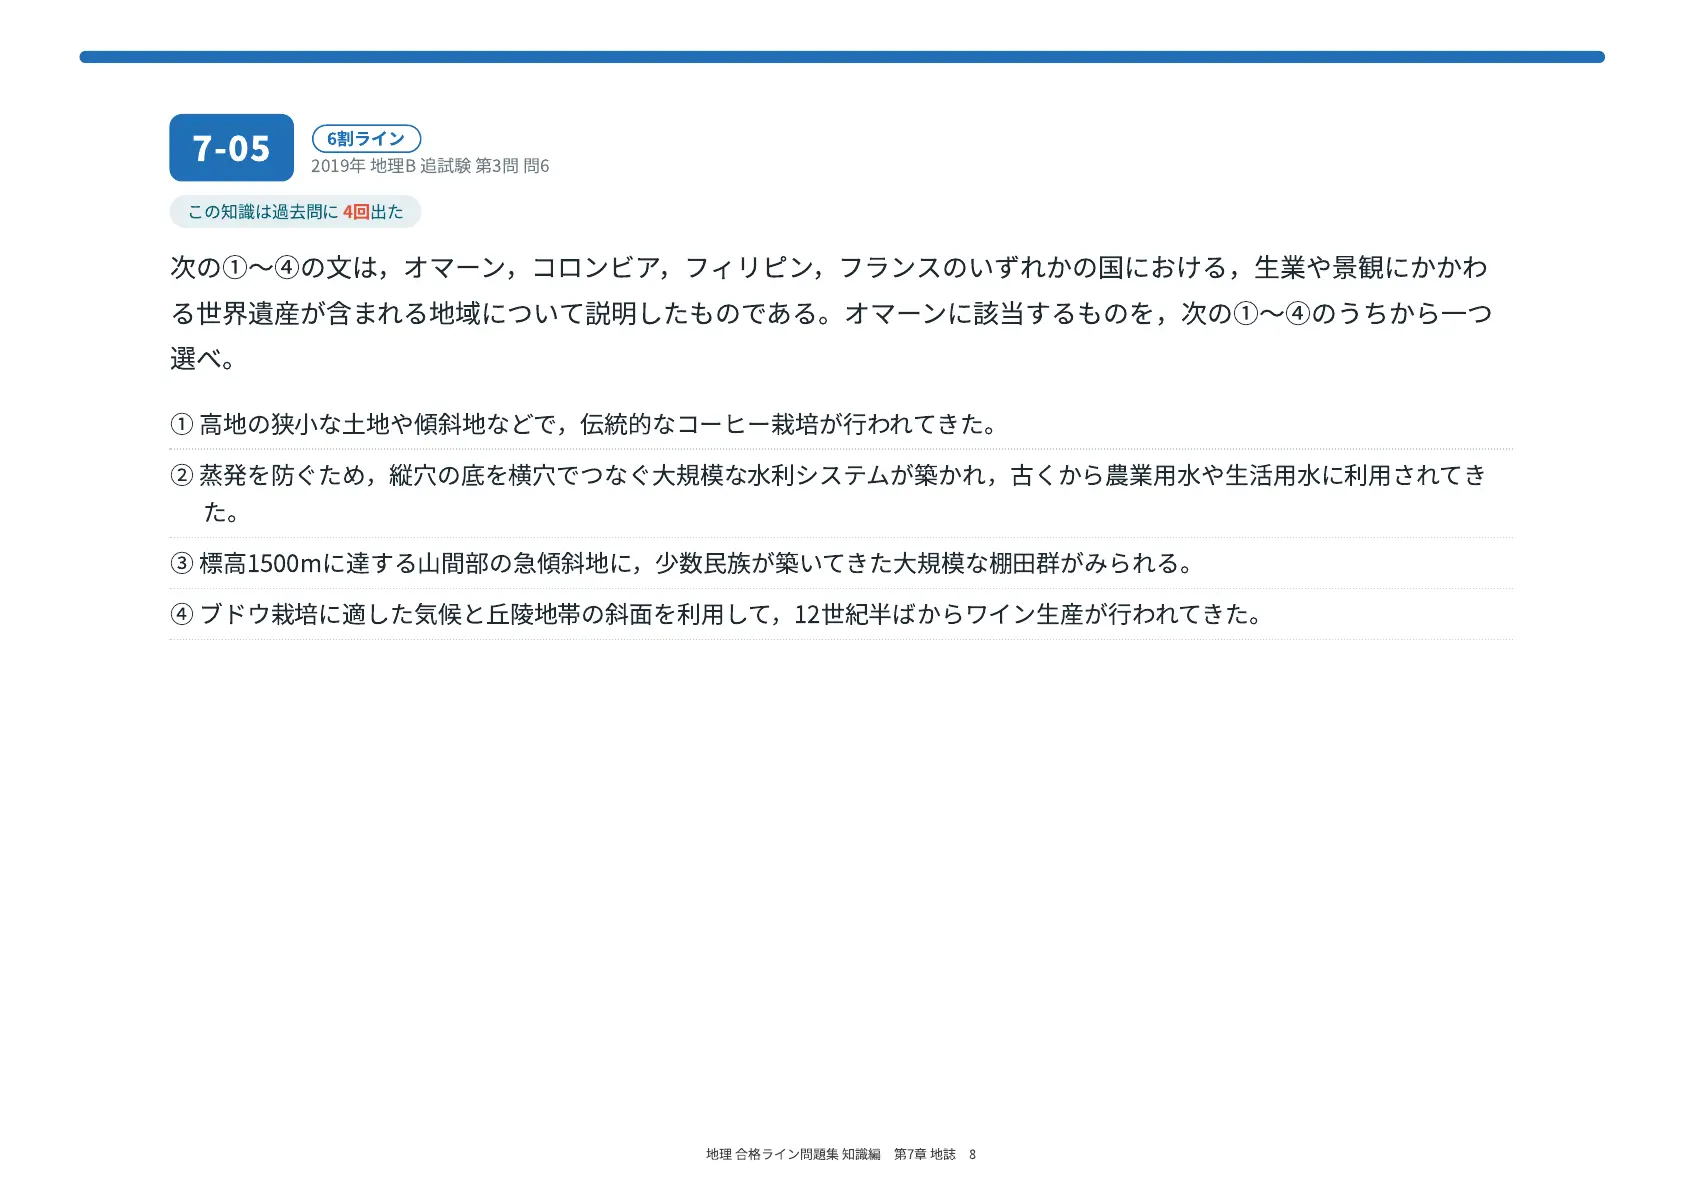 7-05
6割ライン
2019年 地理B 追試験 第3問 問6
この知識は過去問に 4回出た
次の①～④の文は，オマーン，コロンビア，フィリピン，フランスのいずれかの国における，生業や景観にかかわ
る世界遺産が含まれる地域について説明したものである。オマーンに該当するものを，次の①～④のうちから一つ
選べ。
① 高地の狭小な土地や傾斜地などで，伝統的なコーヒー栽培が行われてきた。
② 蒸発を防ぐため，縦穴の底を横穴でつなぐ大規模な水利システムが築かれ，古くから農業用水や生活用水に利用されてき
た。
③ 標高1500mに達する山間部の急傾斜地に，少数民族が築いてきた大規模な棚田群がみられる。
④ ブドウ栽培に適した気候と丘陵地帯の斜面を利用して，12世紀半ばからワイン生産が行われてきた。
地理 合格ライン問題集 知識編　第7章 地誌　8